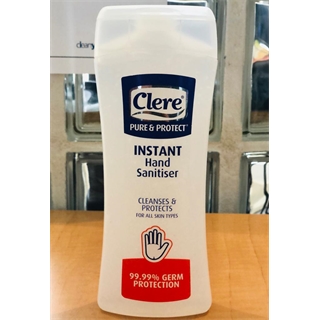 Clere
PURE & PROTECT
INSTANT
Hand
Sanitiser
CLEANSES &
PROTECTS
FOR ALL SKIN TYPES
99.99% GERM
PROTECTION